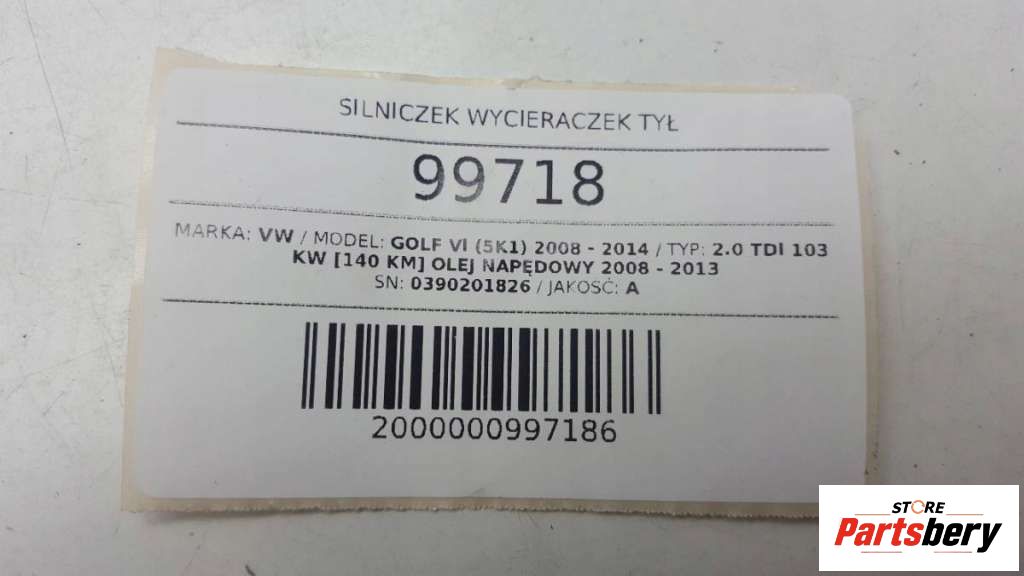 SILNICZEK WYCIERACZEK TYŁ
99718
MARKA: VW / MODEL: GOLF VI (5K1) 2008 - 2014 / TYP: 2.0 TDI 103
KW [140 KM] OLEJ NAPĘDOWY 2008 - 2013
SN: 0390201826 / JAKOŚĆ: A
2000000997186
STORE
Partsbery